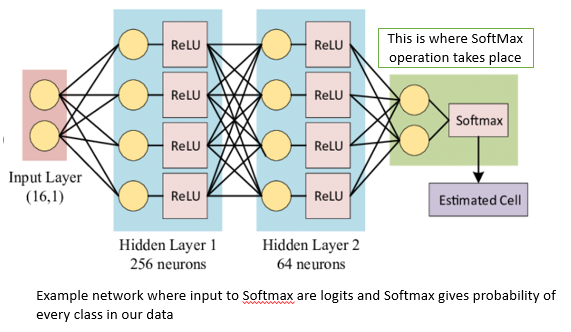 This is where SoftMax
operation takes place
ReLU
ReLU
ReLU
ReLU
ReLU
ReLU
ReLU
ReLU
Softmax
Estimated Cell
Input Layer
(16,1)
Hidden Layer 1
256 neurons
Hidden Layer 2
64 neurons
Example network where input to Softmax are logits and Softmax gives probability of
every class in our data